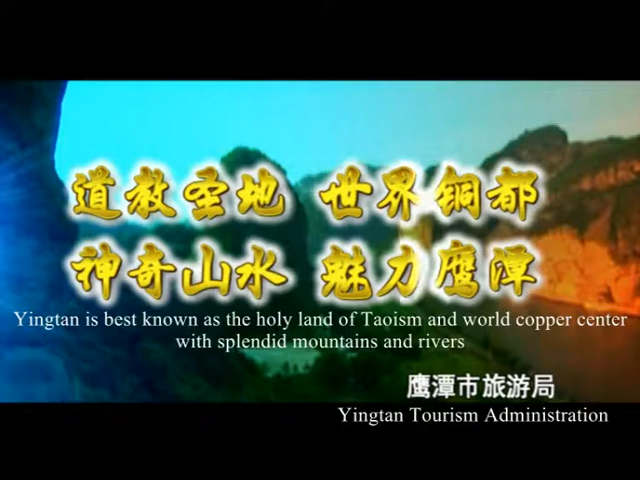 道教圣地 世界铜都
神奇山水 魅力鹰潭
Yingtan is best known as the holy land of Taoism and world copper center
with splendid mountains and rivers
鹰潭市旅游局
Yingtan Tourism Administration